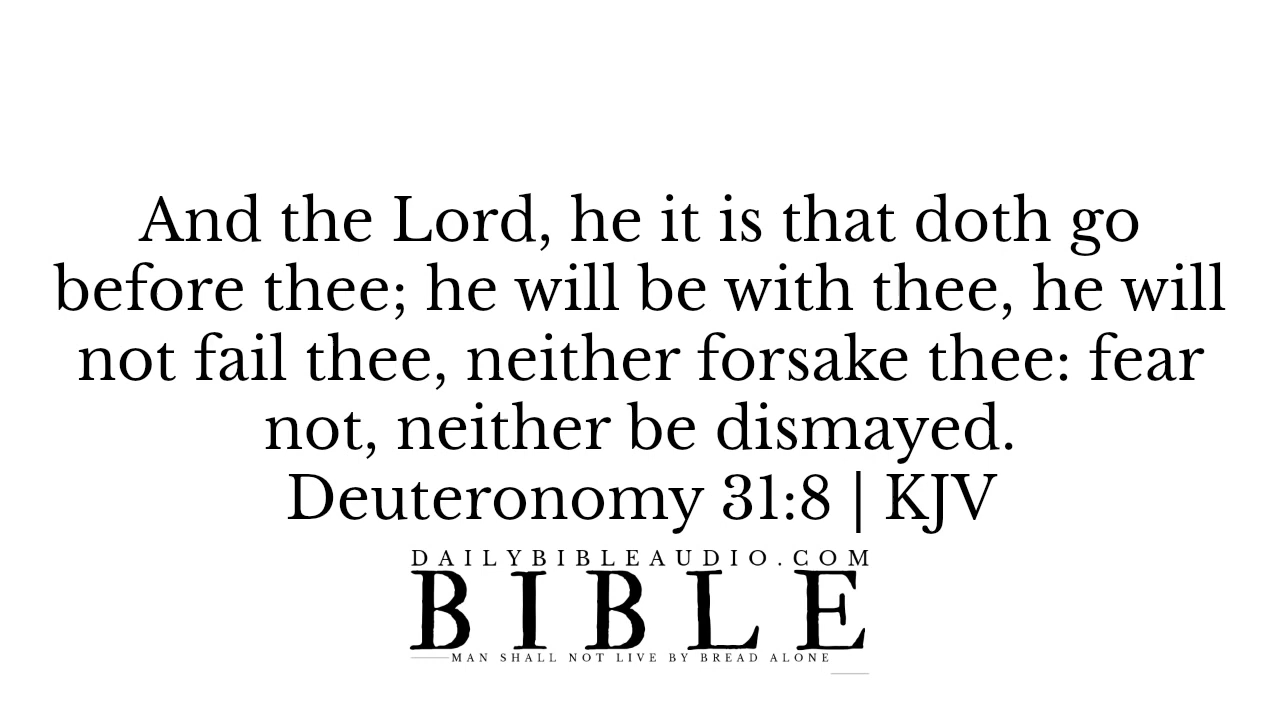 And the Lord, he it is that doth go
before thee; he will be with thee, he will
not fail thee, neither forsake thee: fear
not, neither be dismayed.
Deuteronomy 31:8 | KJV
DAILYBIBLEAUDIO.COM
BIBLE
MAN SHALL NOT LIVE BY BREAD ALONE